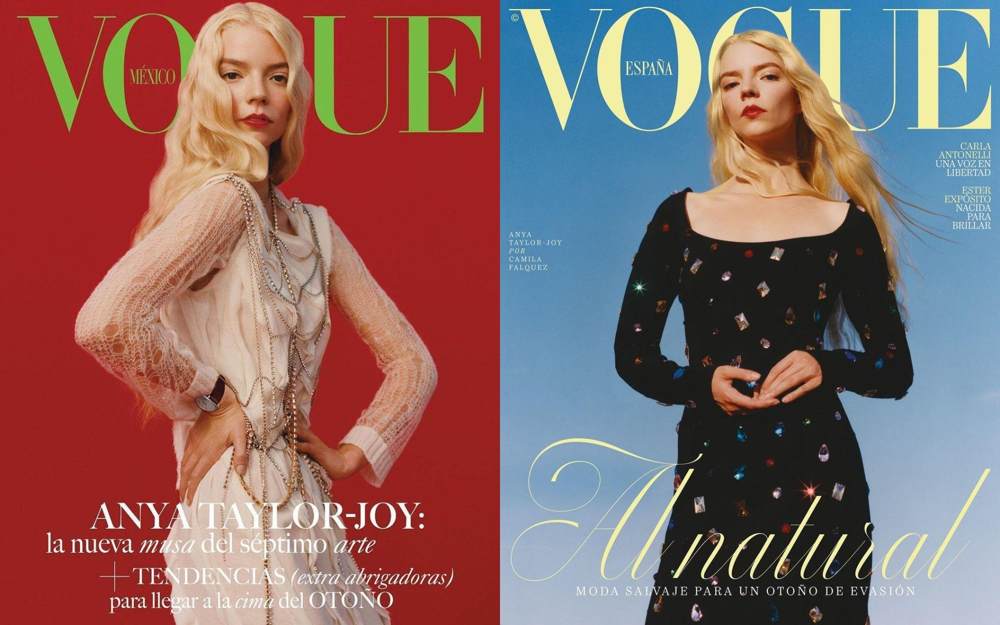 VOGUE
MÉXICO
ANYA TAYLOR-JOY:
la nueva musa del séptimo arte
+TENDENCIAS (extra abrigadoras)
para llegar a la cima del OTOÑO
©
VOGUE
ESPAÑA
CARLA
ANTONELLI
UNA VOZ EN
LIBERTAD
ESTER
EXPÓSITO
NACIDA
PARA
BRILLAR
ANYA
TAYLOR-JOY
POR
CAMILA
FALQUEZ
Al natural
MODA SALVAJE PARA UN OTOÑO DE EVASIÓN